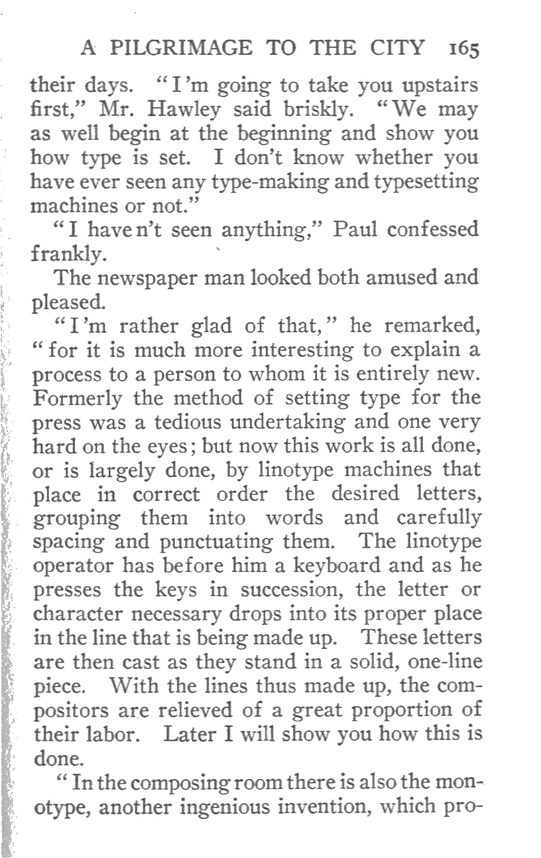 A PILGRIMAGE TO THE CITY 165
their days. "I'm going to take you upstairs
first," Mr. Hawley said briskly. "We may
as well begin at the beginning and show you
how type is set. I don't know whether you
have ever seen any type-making and typesetting
machines or not."
"I haven't seen anything," Paul confessed
frankly.
The newspaper man looked both amused and
pleased.
"I'm rather glad of that," he remarked,
"for it is much more interesting to explain a
process to a person to whom it is entirely new.
Formerly the method of setting type for the
press was a tedious undertaking and one very
hard on the eyes; but now this work is all done,
or is largely done, by linotype machines that
place in correct order the desired letters,
grouping them into words and carefully
spacing and punctuating them. The linotype
operator has before him a keyboard and as he
presses the keys in succession, the letter or
character necessary drops into its proper place
in the line that is being made up. These letters
are then cast as they stand in a solid, one-line
piece. With the lines thus made up, the com-
positors are relieved of a great proportion of
their labor. Later I will show you how this is
done.
"In the composing room there is also the mon-
otype, another ingenious invention, which pro-